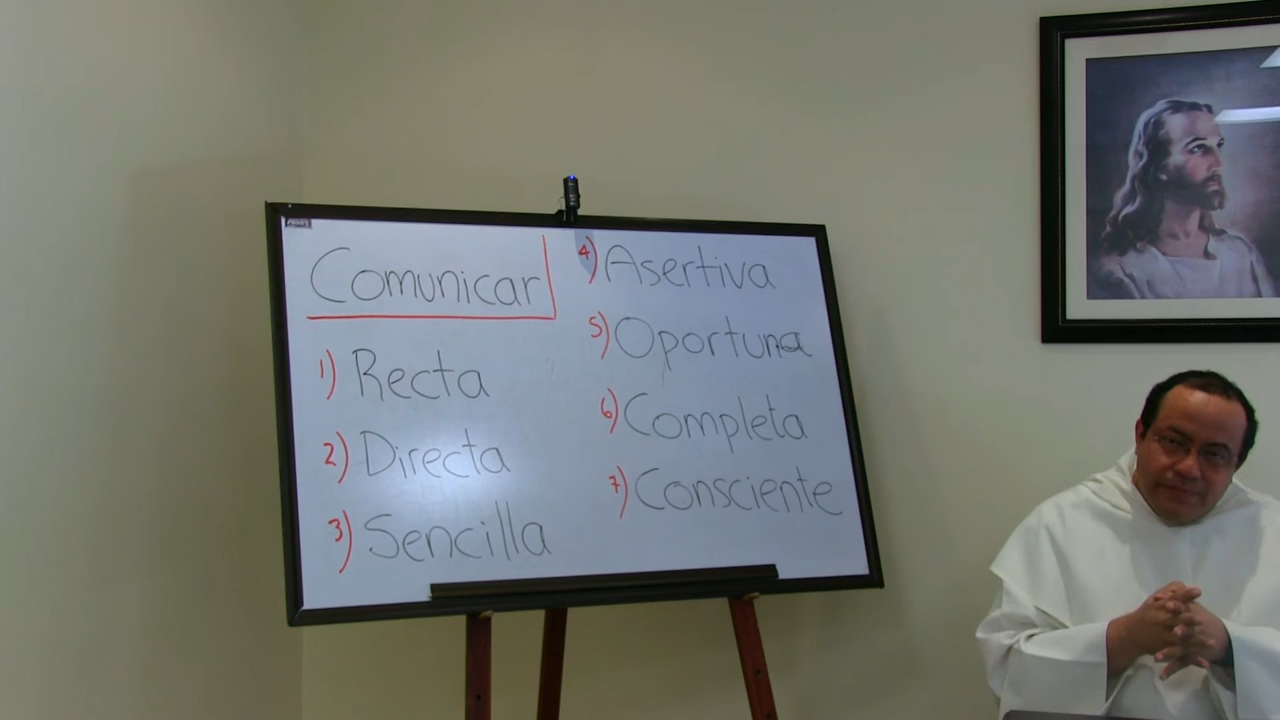 Comunicar
1) Recta
2) Directa
3) Sencilla
4) Asertiva
5) Oportuna
6) Completa
7) Consciente